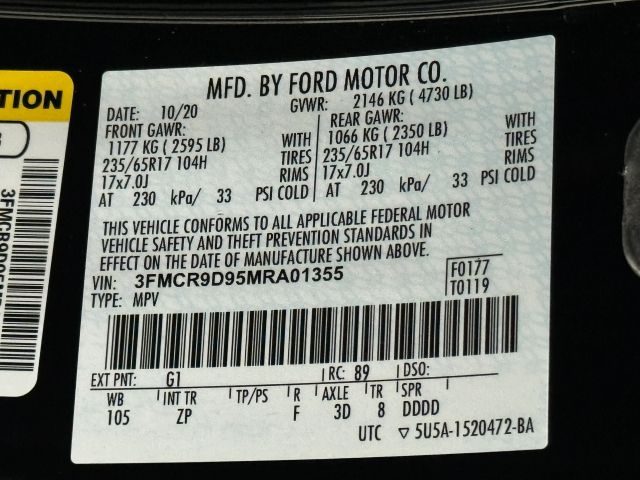 TION
3FMCR9D95M
MFD. BY FORD MOTOR CO.
DATE: 10/20 GVWR: 2146 KG ( 4730 LB)
FRONT GAWR: REAR GAWR:
1177 KG ( 2595 LB) WITH 1066 KG ( 2350 LB) WITH
235/65R17 104H TIRES 235/65R17 104H TIRES
17x7.0J RIMS 17x7.0J RIMS
AT 230 kPa/ 33 PSI COLD AT 230 kPa/ 33 PSI COLD
THIS VEHICLE CONFORMS TO ALL APPLICABLE FEDERAL MOTOR
VEHICLE SAFETY AND THEFT PREVENTION STANDARDS IN
EFFECT ON THE DATE OF MANUFACTURE SHOWN ABOVE.
VIN: 3FMCR9D95MRA01355 F0177
TYPE: MPV T0119
EXT PNT: G1 RC: 89 DSO:
WB INT TR TP/PS R AXLE TR SPR
105 ZP F 3D 8 DDDD
UTC ▽ 5U5A-1520472-BA